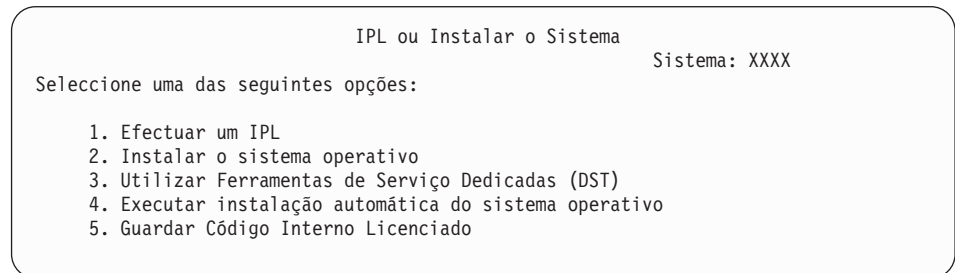 IPL ou Instalar o Sistema
Sistema: XXXX
Seleccione uma das seguintes opções:
1. Efectuar um IPL
2. Instalar o sistema operativo
3. Utilizar Ferramentas de Serviço Dedicadas (DST)
4. Executar instalação automática do sistema operativo
5. Guardar Código Interno Licenciado